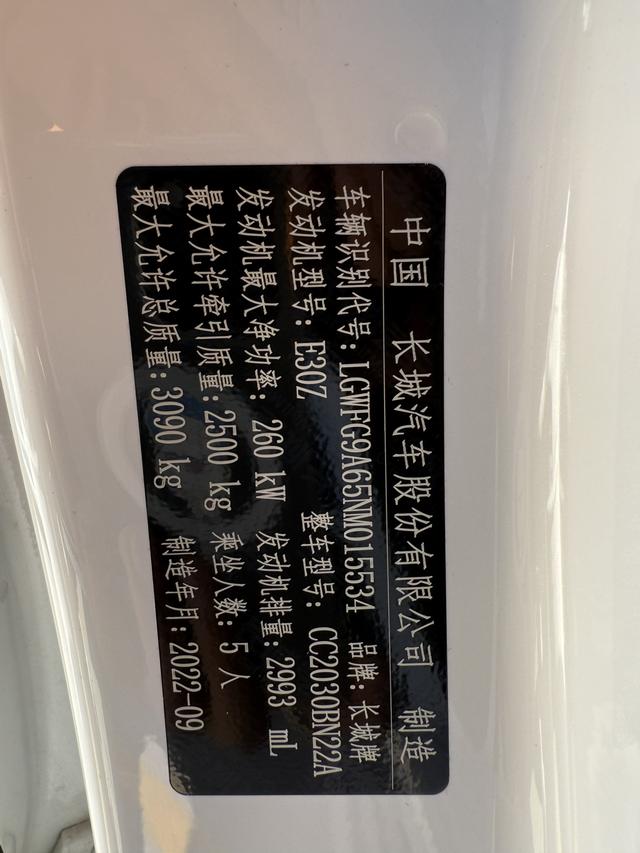 中国 长城汽车股份有限公司 制造
车辆识别代号:LGWFG9A65NM015534 品牌:长城牌
发动机型号:E30Z 整车型号:CC2030BN22A
发动机最大净功率:260 kW 发动机排量:2993 mL
最大允许牵引质量:2500 kg 乘坐人数:5 人
最大允许总质量:3090 kg 制造年月:2022-09